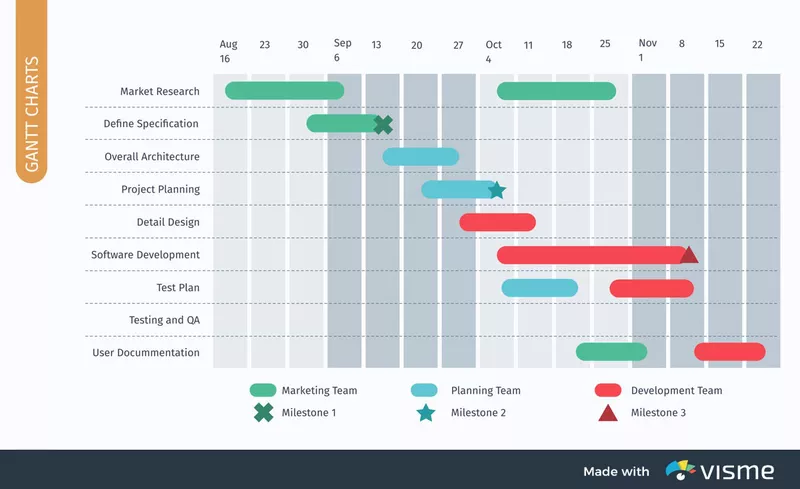 GANTT CHARTS
Aug 23 30 Sep 13 20 27 Oct 11 18 25 Nov 8 15 22
16 6 4 1
Market Research
Define Specification
Overall Architecture
Project Planning
Detail Design
Software Development
Test Plan
Testing and QA
User Docummentation
Marketing Team Planning Team Development Team
Milestone 1 Milestone 2 Milestone 3
Made with visme